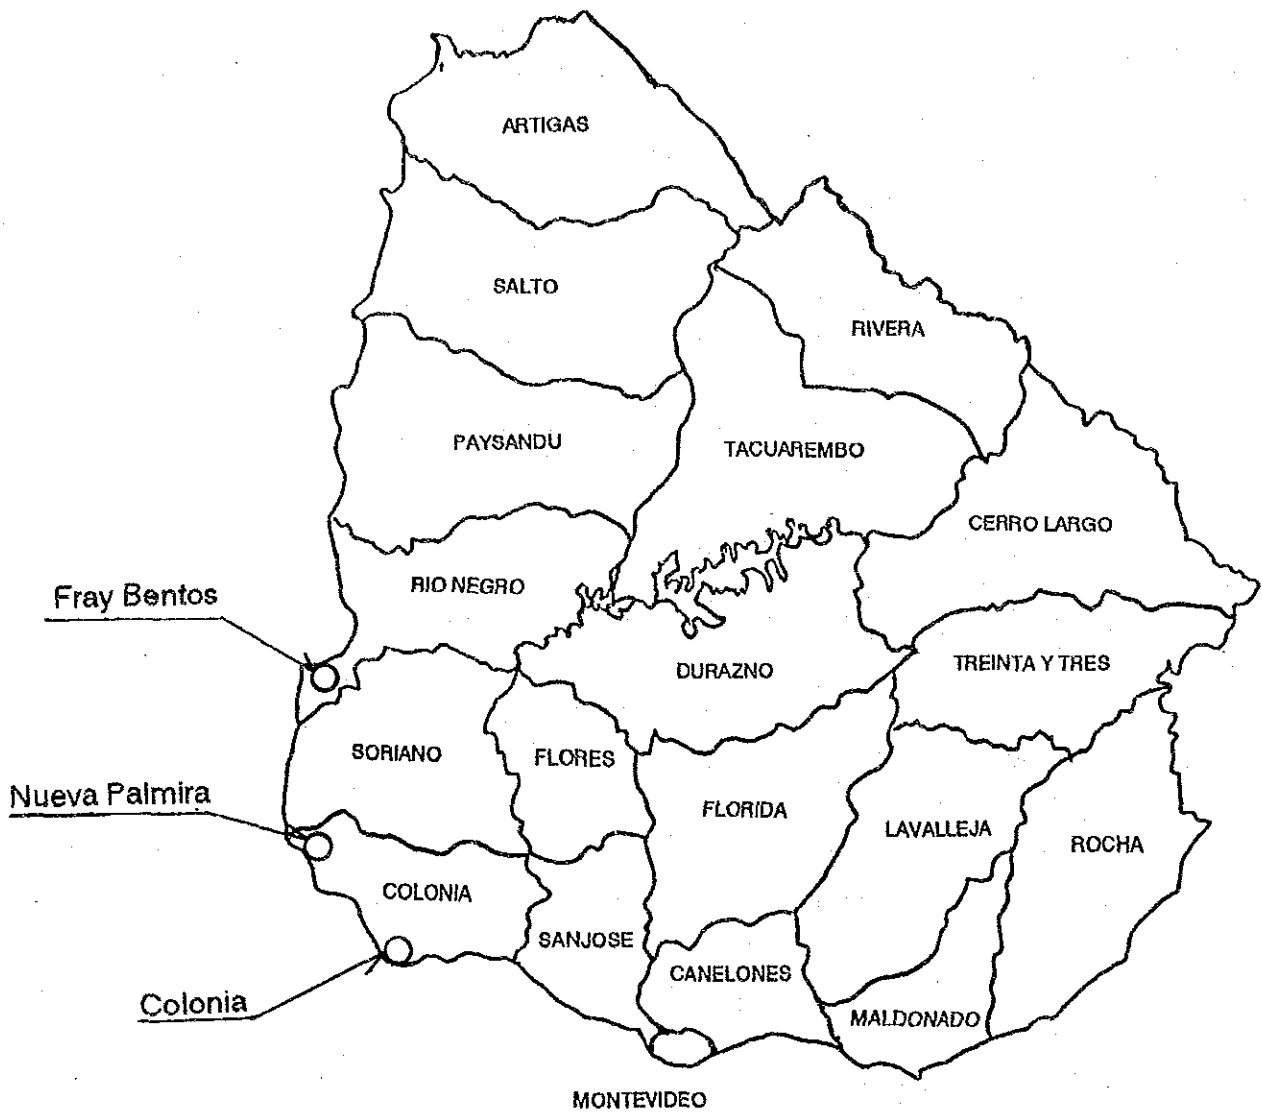 ARTIGAS
SALTO
RIVERA
PAYSANDU
TACUAREMBO
CERRO LARGO
RIO NEGRO
Fray Bentos
DURAZNO
TREINTA Y TRES
SORIANO
FLORES
Nueva Palmira
FLORIDA
LAVALLEJA
ROCHA
COLONIA
SANJOSE
CANELONES
Colonia
MALDONADO
MONTEVIDEO